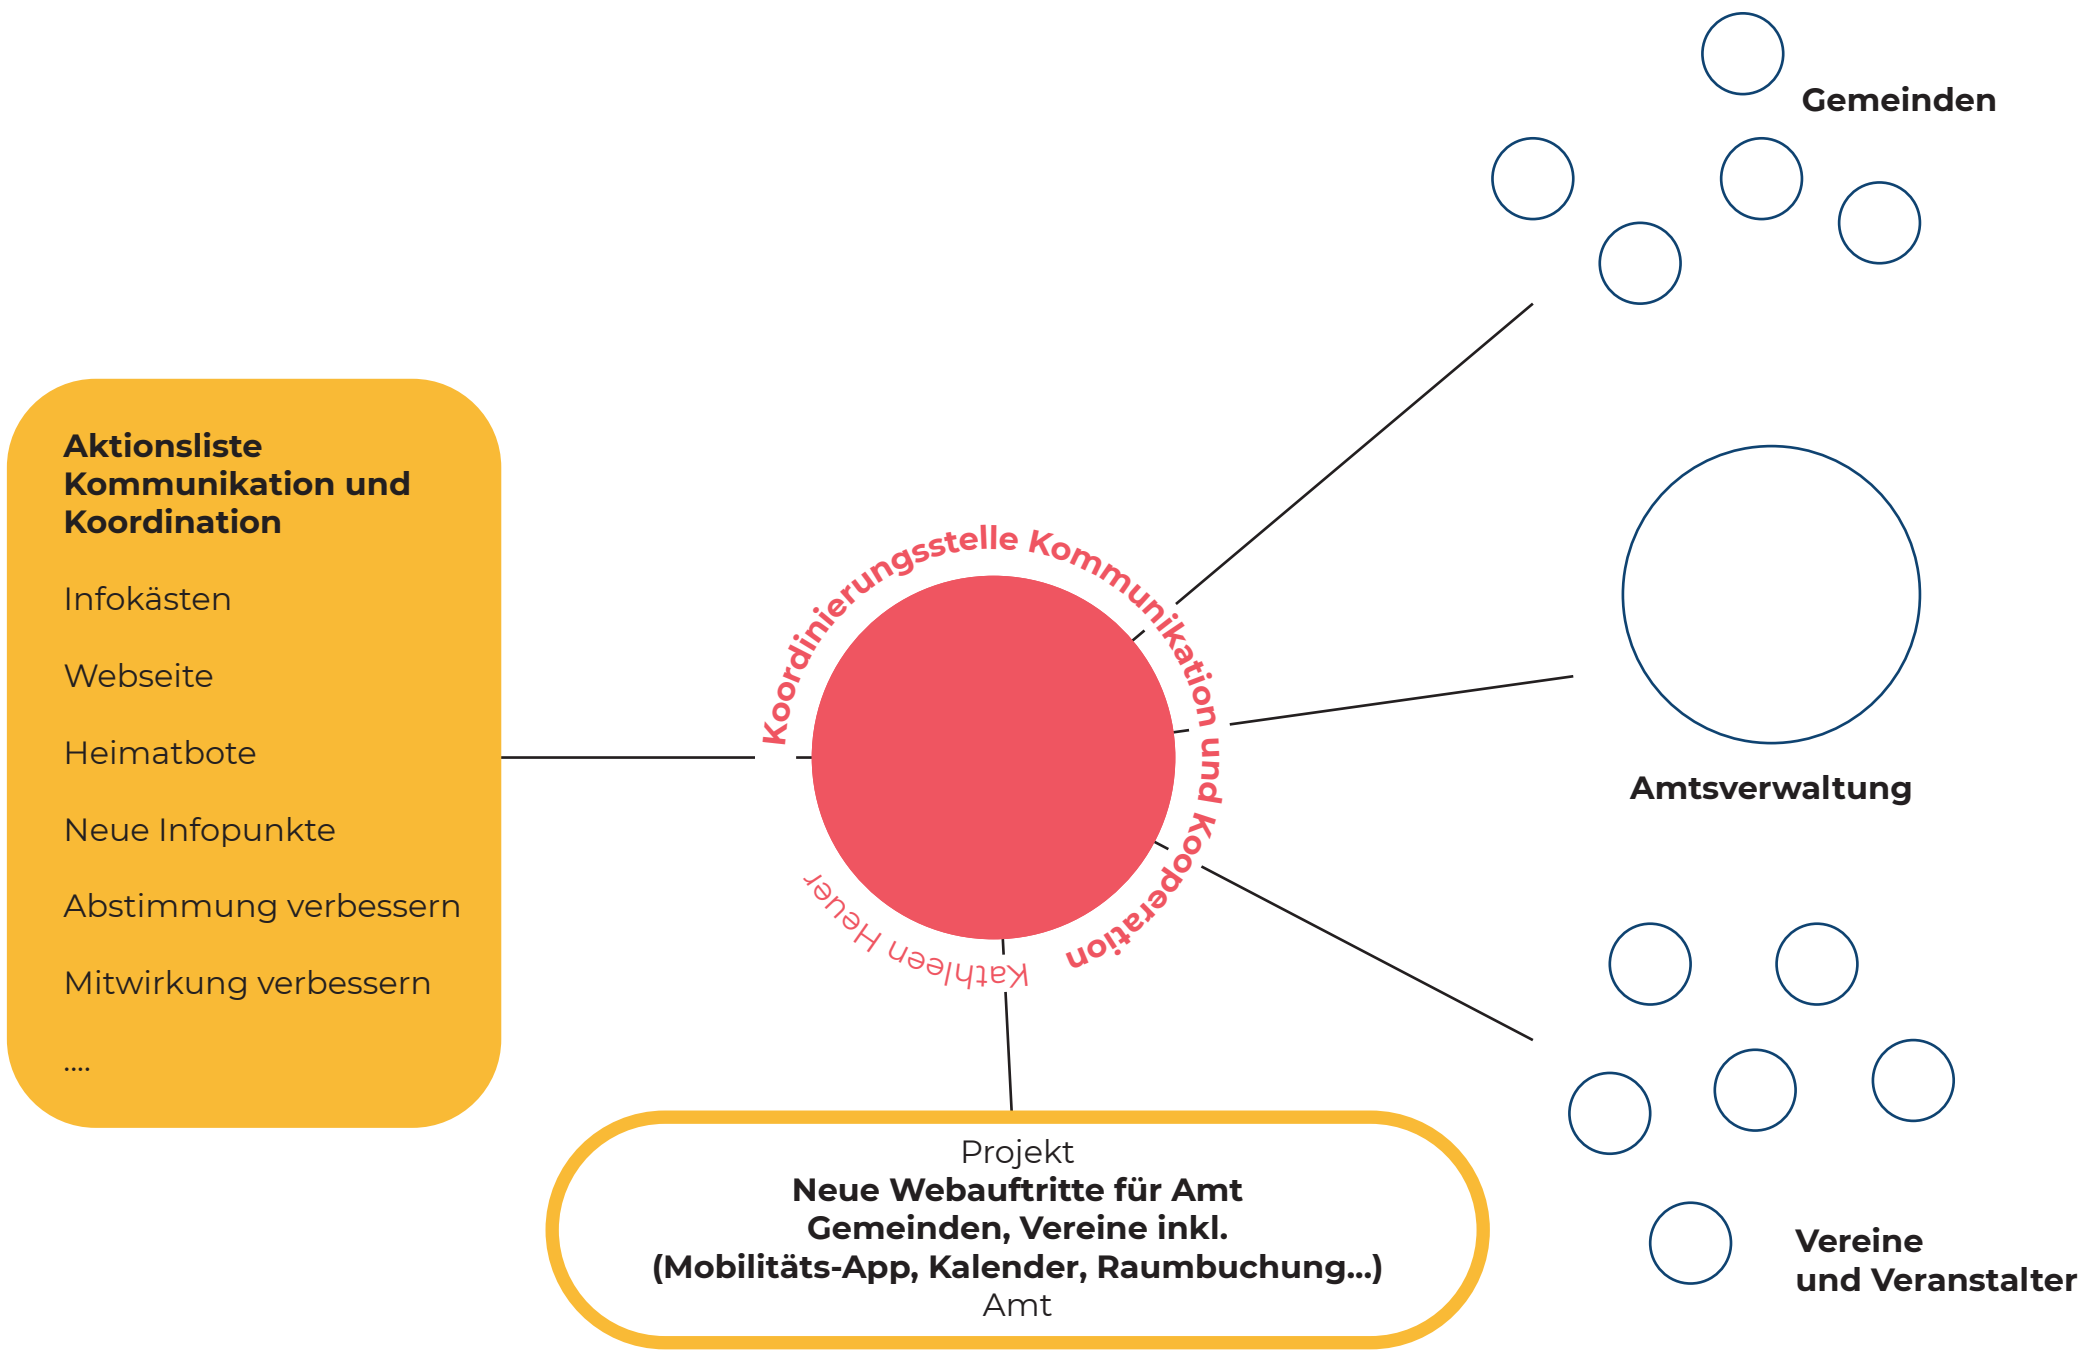 Gemeinden
Aktionsliste
Kommunikation und
Koordination
Infokästen
Webseite
Heimatbote
Neue Infopunkte
Abstimmung verbessern
Mitwirkung verbessern
....
Koordinierungsstelle Kommunikation und Kooperation
Kathleen Heuer
Amtsverwaltung
Projekt
Neue Webauftritte für Amt
Gemeinden, Vereine inkl.
(Mobilitäts-App, Kalender, Raumbuchung...)
Amt
Vereine
und Veranstalter